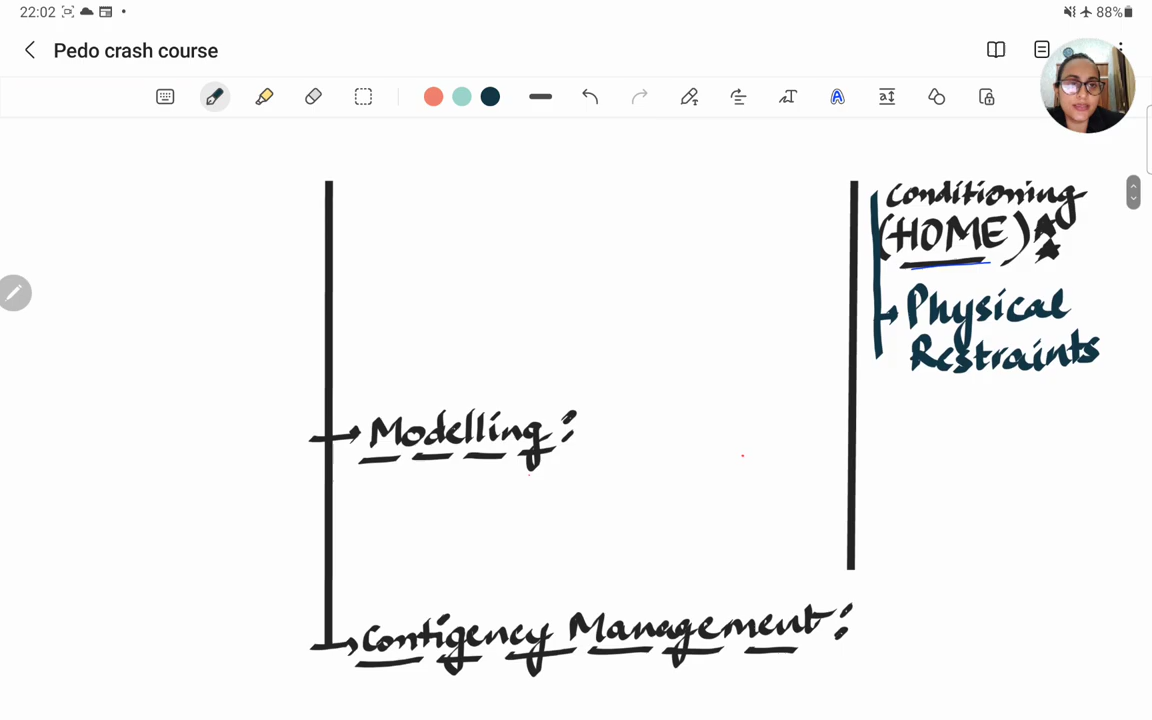 22:02
88%
Pedo crash course
Conditioning
(HOME)
→ Physical
Restraints
→ Modelling :
→ Contigency Management :